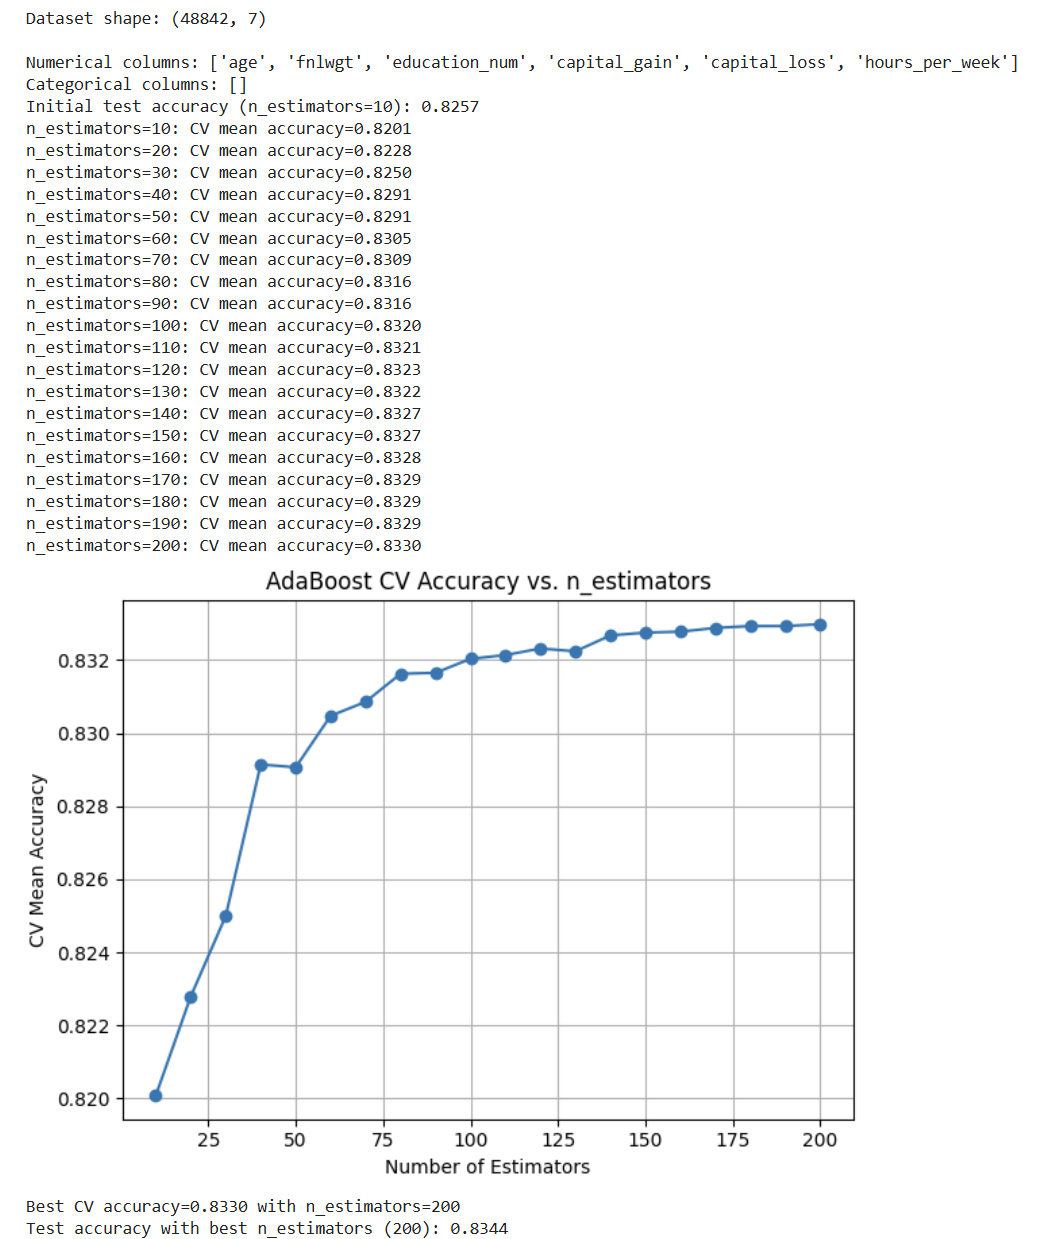 Dataset shape: (48842, 7)
Numerical columns: ['age', 'fnlwgt', 'education_num', 'capital_gain', 'capital_loss', 'hours_per_week']
Categorical columns: []
Initial test accuracy (n_estimators=10): 0.8257
n_estimators=10: CV mean accuracy=0.8201
n_estimators=20: CV mean accuracy=0.8228
n_estimators=30: CV mean accuracy=0.8250
n_estimators=40: CV mean accuracy=0.8291
n_estimators=50: CV mean accuracy=0.8291
n_estimators=60: CV mean accuracy=0.8305
n_estimators=70: CV mean accuracy=0.8309
n_estimators=80: CV mean accuracy=0.8316
n_estimators=90: CV mean accuracy=0.8316
n_estimators=100: CV mean accuracy=0.8320
n_estimators=110: CV mean accuracy=0.8321
n_estimators=120: CV mean accuracy=0.8323
n_estimators=130: CV mean accuracy=0.8322
n_estimators=140: CV mean accuracy=0.8327
n_estimators=150: CV mean accuracy=0.8327
n_estimators=160: CV mean accuracy=0.8328
n_estimators=170: CV mean accuracy=0.8329
n_estimators=180: CV mean accuracy=0.8329
n_estimators=190: CV mean accuracy=0.8329
n_estimators=200: CV mean accuracy=0.8330
AdaBoost CV Accuracy vs. n_estimators
CV Mean Accuracy
0.832
0.830
0.828
0.826
0.824
0.822
0.820
25 50 75 100 125 150 175 200
Number of Estimators
Best CV accuracy=0.8330 with n_estimators=200
Test accuracy with best n_estimators (200): 0.8344